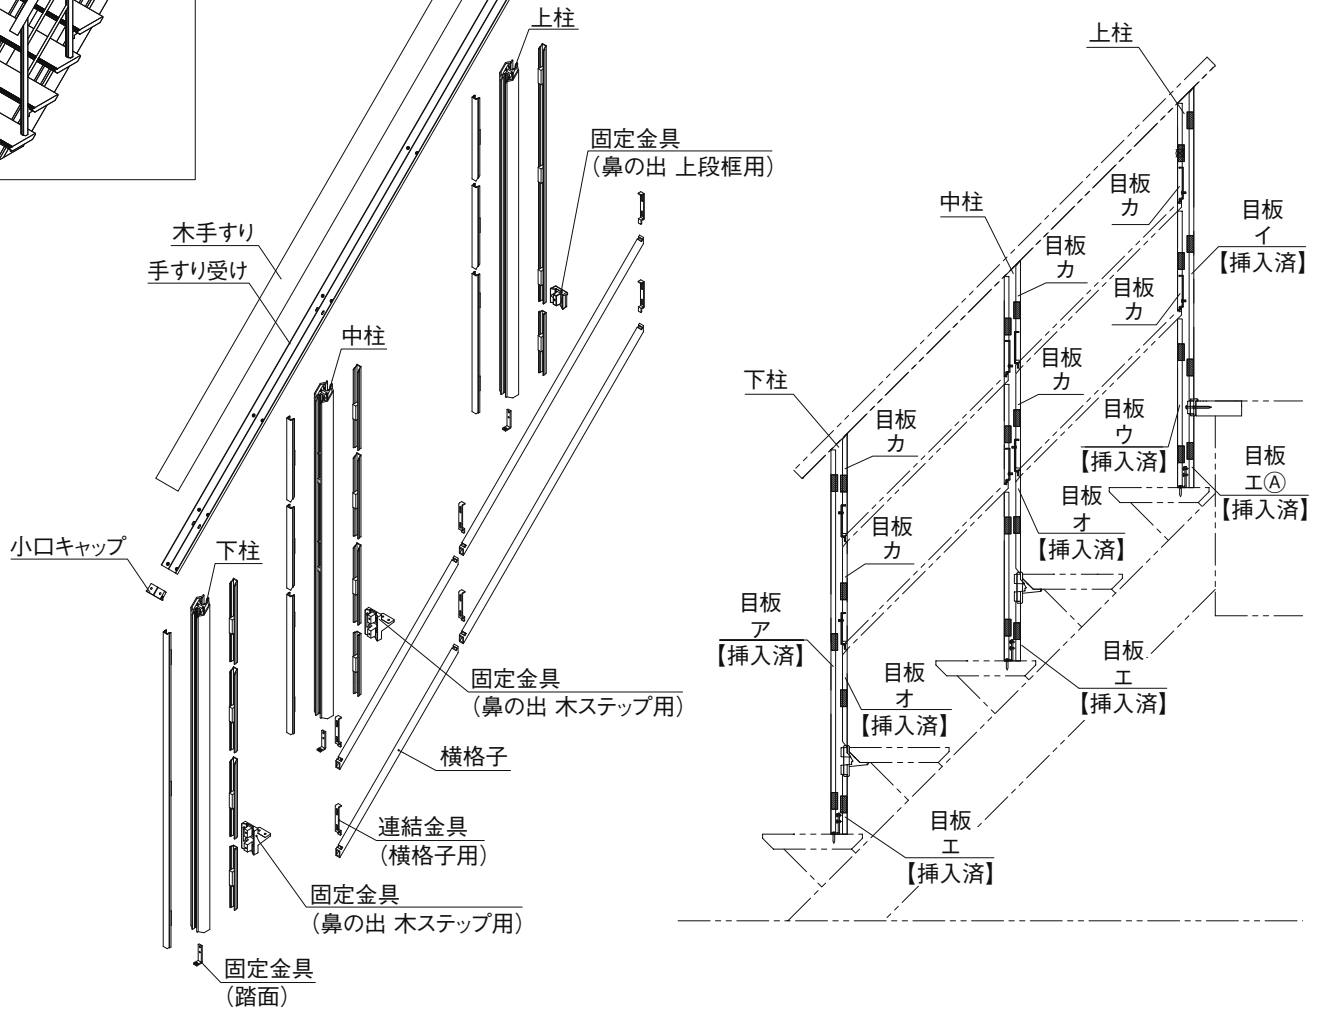 上柱
固定金具
（鼻の出 上段框用）
木手すり
手すり受け
中柱
小口キャップ
下柱
固定金具
（鼻の出 木ステップ用）
横格子
連結金具
（横格子用）
固定金具
（鼻の出 木ステップ用）
固定金具
（踏面）
上柱
目板
カ
中柱
目板
イ
【挿入済】
目板
カ
目板
カ
下柱
目板
カ
目板
カ
目板
ウ
【挿入済】
目板
エⒶ
【挿入済】
目板
オ
【挿入済】
目板
カ
目板
ア
【挿入済】
目板
オ
【挿入済】
目板
エ
【挿入済】
目板
エ
【挿入済】